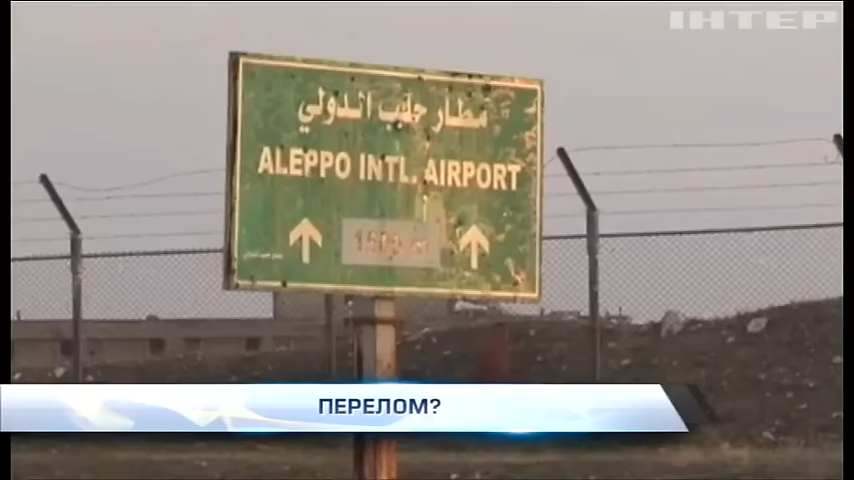 ІНТЕР
مطار حلب الدولي
ALEPPO INTL. AIRPORT
ПЕРЕЛОМ?